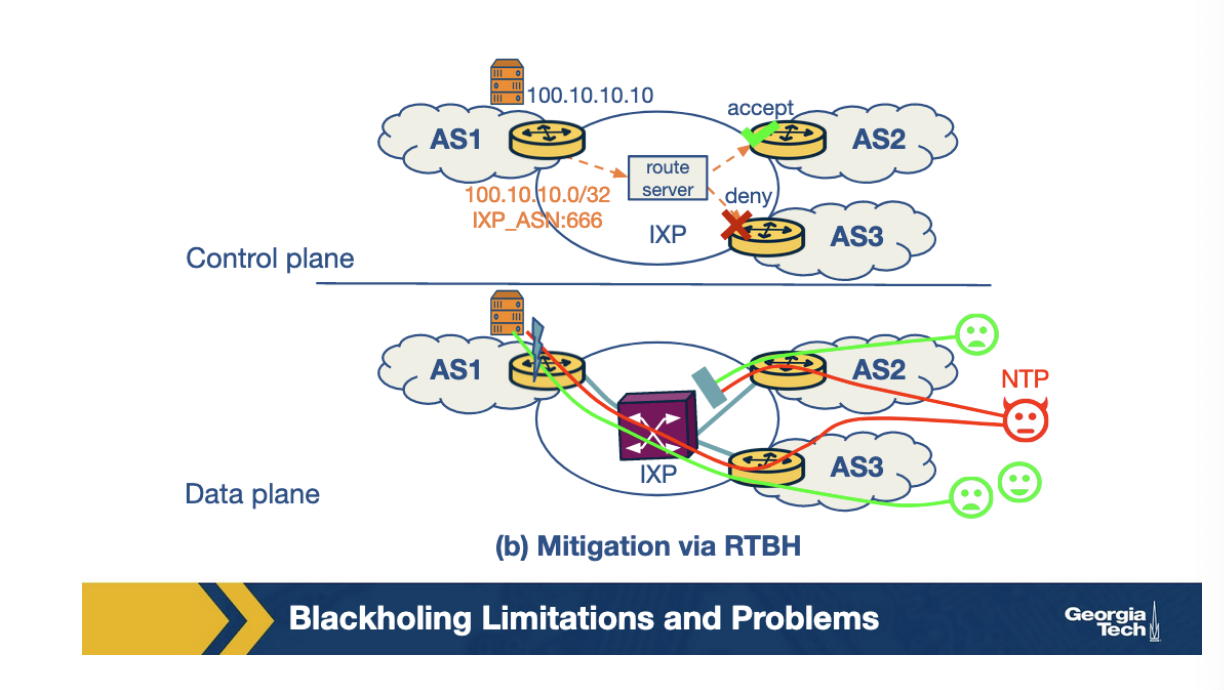 100.10.10.10
accept
AS1
AS2
route
server
100.10.10.0/32
deny
IXP_ASN:666
IXP
AS3
Control plane
AS1
AS2
NTP
IXP
AS3
Data plane
(b) Mitigation via RTBH
Blackholing Limitations and Problems
Georgia
Tech